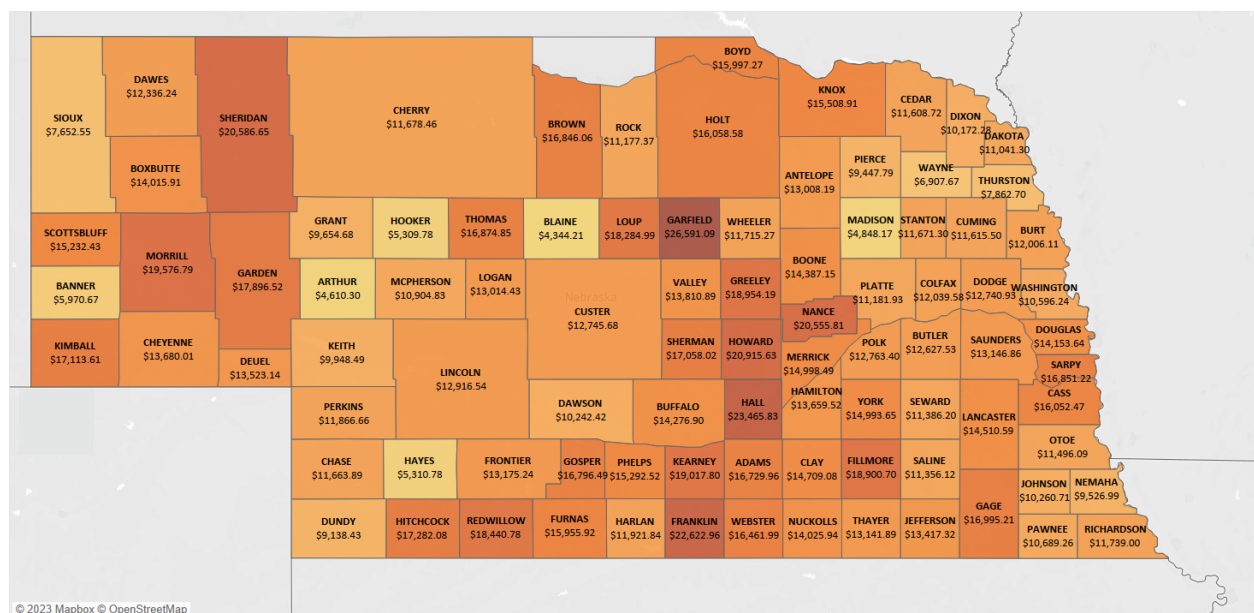 BOYD
$15,997.27
DAWES
$12,336.24
SIOUX
$7,652.55
SHERIDAN
$20,586.65
CHERRY
$11,678.46
BROWN
$16,846.06
ROCK
$11,177.37
HOLT
$16,058.58
KNOX
$15,508.91
CEDAR
$11,608.72
DIXON
$10,172.28
DAKOTA
$11,041.30
BOXBUTTE
$14,015.91
ANTELOPE
$13,008.19
PIERCE
$9,447.79
WAYNE
$6,907.67
THURSTON
$7,862.70
SCOTTSBLUFF
$15,232.43
MORRILL
$19,576.79
GARDEN
$17,896.52
GRANT
$9,654.68
HOOKER
$5,309.78
THOMAS
$16,874.85
BLAINE
$4,344.21
LOUP
$18,284.99
GARFIELD
$26,591.09
WHEELER
$11,715.27
MADISON
$4,848.17
STANTON
$11,671.30
CUMING
$11,615.50
BURT
$12,006.11
BANNER
$5,970.67
ARTHUR
$4,610.30
MCPHERSON
$10,904.83
LOGAN
$13,014.43
Nebraska
CUSTER
$12,745.68
VALLEY
$13,810.89
GREELEY
$18,954.19
BOONE
$14,387.15
PLATTE
$11,181.93
COLFAX
$12,039.58
DODGE
$12,740.93
WASHINGTON
$10,596.24
NANCE
$20,555.81
KIMBALL
$17,113.61
CHEYENNE
$13,680.01
DEUEL
$13,523.14
KEITH
$9,948.49
LINCOLN
$12,916.54
SHERMAN
$17,058.02
HOWARD
$20,915.63
MERRICK
$14,998.49
POLK
$12,763.40
BUTLER
$12,627.53
SAUNDERS
$13,146.86
DOUGLAS
$14,153.64
SARPY
$16,851.22
PERKINS
$11,866.66
DAWSON
$10,242.42
BUFFALO
$14,276.90
HALL
$23,465.83
HAMILTON
$13,659.52
YORK
$14,993.65
SEWARD
$11,386.20
LANCASTER
$14,510.59
CASS
$16,052.47
OTOE
$11,496.09
CHASE
$11,663.89
HAYES
$5,310.78
FRONTIER
$13,175.24
GOSPER
$16,796.49
PHELPS
$15,292.52
KEARNEY
$19,017.80
ADAMS
$16,729.96
CLAY
$14,709.08
FILLMORE
$18,900.70
SALINE
$11,356.12
JOHNSON
$10,260.71
NEMAHA
$9,526.99
GAGE
$16,995.21
DUNDY
$9,138.43
HITCHCOCK
$17,282.08
REDWILLOW
$18,440.78
FURNAS
$15,955.92
HARLAN
$11,921.84
FRANKLIN
$22,622.96
WEBSTER
$16,461.99
NUCKOLLS
$14,025.94
THAYER
$13,141.89
JEFFERSON
$13,417.32
PAWNEE
$10,689.26
RICHARDSON
$11,739.00
© 2023 Mapbox © OpenStreetMap